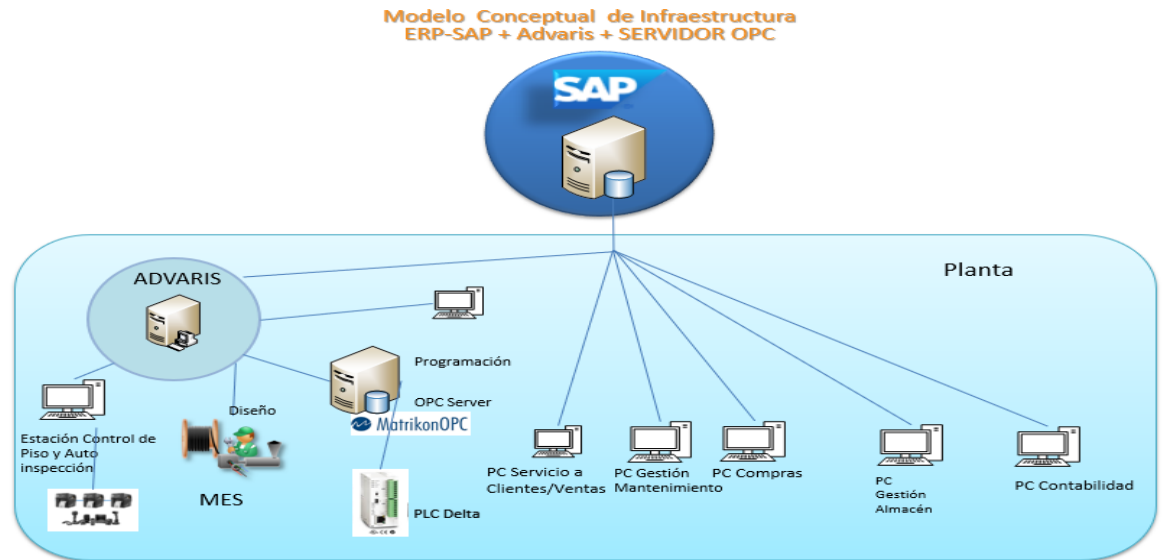 Modelo Conceptual de Infraestructura
ERP-SAP + Advaris + SERVIDOR OPC
SAP
Planta
ADVARIS
Programación
OPC Server
MatrikonOPC
Diseño
Estación Control de
Piso y Auto
inspección
MES
PLC Delta
PC Servicio a
Clientes/Ventas
PC Gestión
Mantenimiento
PC Compras
PC
Gestión
Almacén
PC Contabilidad